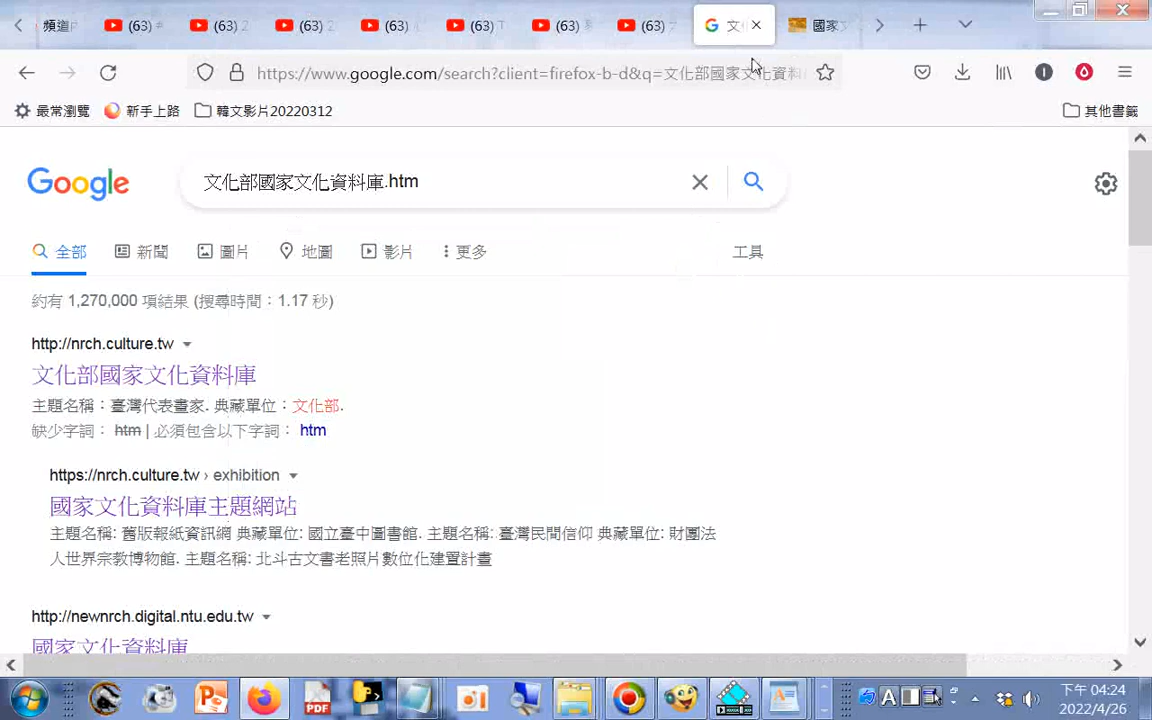 頻道
(63)
(63) 2
(63) 2
(63)
(63) T
(63)
(63)
文
國家文
https://www.google.com/search?client=firefox-b-d&q=文化部國家文化資料
最常瀏覽 新手上路 韓文影片20220312 其他書籤
Google 文化部國家文化資料庫.htm
全部 新聞 圖片 地圖 影片 更多 工具
約有 1,270,000 項結果 (搜尋時間：1.17 秒)
http://nrch.culture.tw
文化部國家文化資料庫
主題名稱：臺灣代表畫家. 典藏單位：文化部.
缺少字詞： htm | 必須包含以下字詞： htm
https://nrch.culture.tw › exhibition
國家文化資料庫主題網站
主題名稱: 舊版報紙資訊網 典藏單位: 國立臺中圖書館. 主題名稱: 臺灣民間信仰 典藏單位: 財團法
人世界宗教博物館. 主題名稱: 北斗古文書老照片數位化建置計畫
http://newnrch.digital.ntu.edu.tw
國家文化資料庫
PDF
A
下午 04:24
2022/4/26